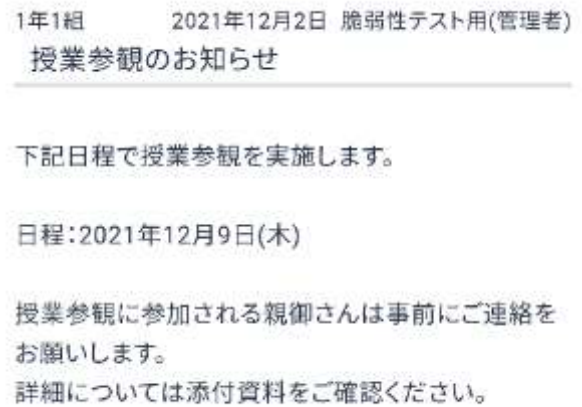 1年1組 2021年12月2日 脆弱性テスト用(管理者)
授業参観のお知らせ
下記日程で授業参観を実施します。
日程:2021年12月9日(木)
授業参観に参加される親御さんは事前にご連絡を
お願いします。
詳細については添付資料をご確認ください。